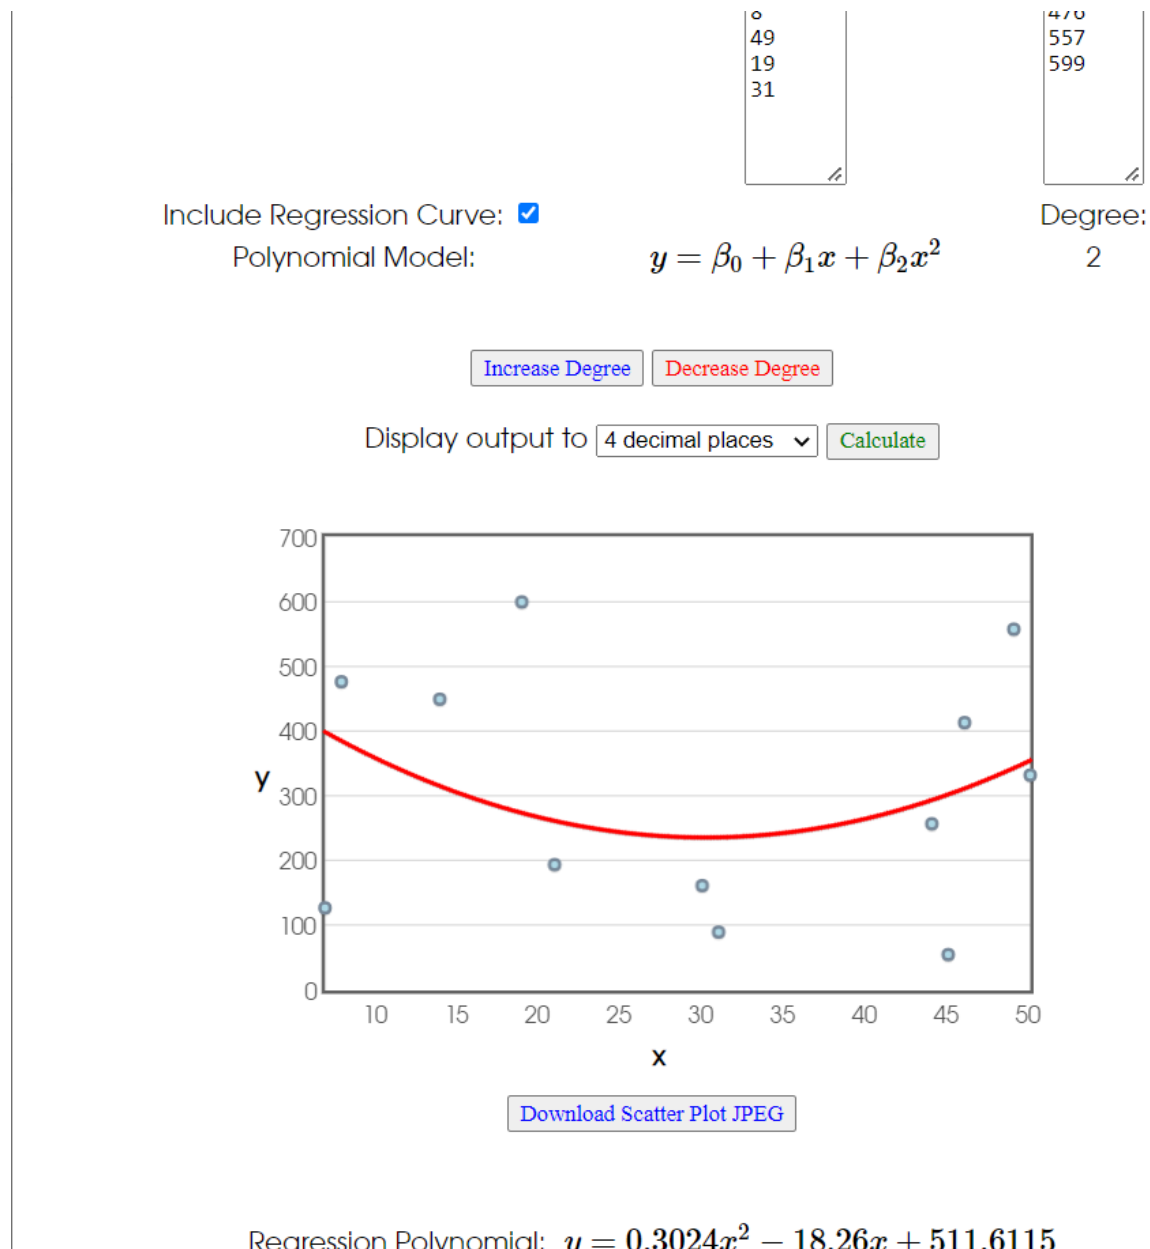 8 476
49 557
19 599
31
Include Regression Curve: Degree:
Polynomial Model: y = β₀ + β₁x + β₂x² 2
Increase Degree Decrease Degree
Display output to 4 decimal places Calculate
700
600
500
400
y
300
200
100
0
10 15 20 25 30 35 40 45 50
x
Download Scatter Plot JPEG
Regression Polynomial: y = 0.3024x² − 18.26x + 511.6115